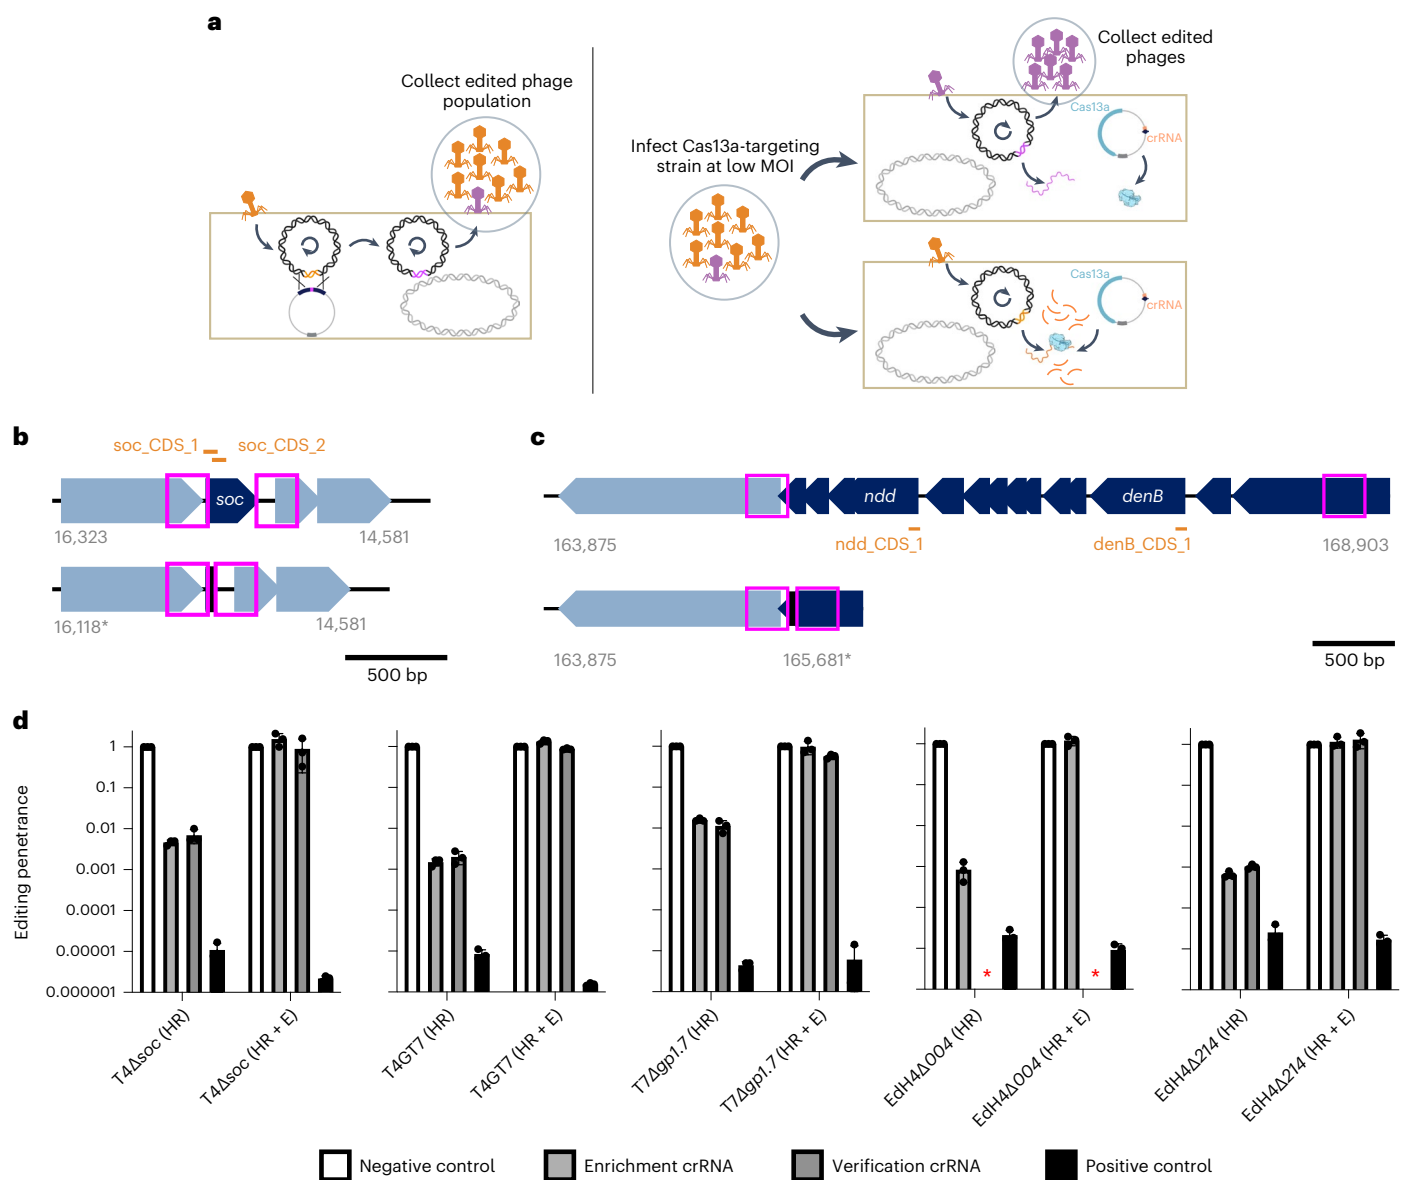 a
Collect edited phage
population
Infect Cas13a-targeting
strain at low MOI
Collect edited
phages
Cas13a
crRNA
Cas13a
crRNA
b
soc_CDS_1
soc_CDS_2
soc
16,323
14,581
16,118*
14,581
500 bp
c
ndd
denB
163,875
ndd_CDS_1
denB_CDS_1
168,903
163,875
165,681*
500 bp
d
Editing penetrance
1
0.1
0.01
0.001
0.0001
0.00001
0.000001
*
*
T4Δsoc (HR)
T4Δsoc (HR + E)
T4GT7 (HR)
T4GT7 (HR + E)
T7Δgp1.7 (HR)
T7Δgp1.7 (HR + E)
EdH4Δ004 (HR)
EdH4Δ004 (HR + E)
EdH4Δ214 (HR)
EdH4Δ214 (HR + E)
Negative control
Enrichment crRNA
Verification crRNA
Positive control